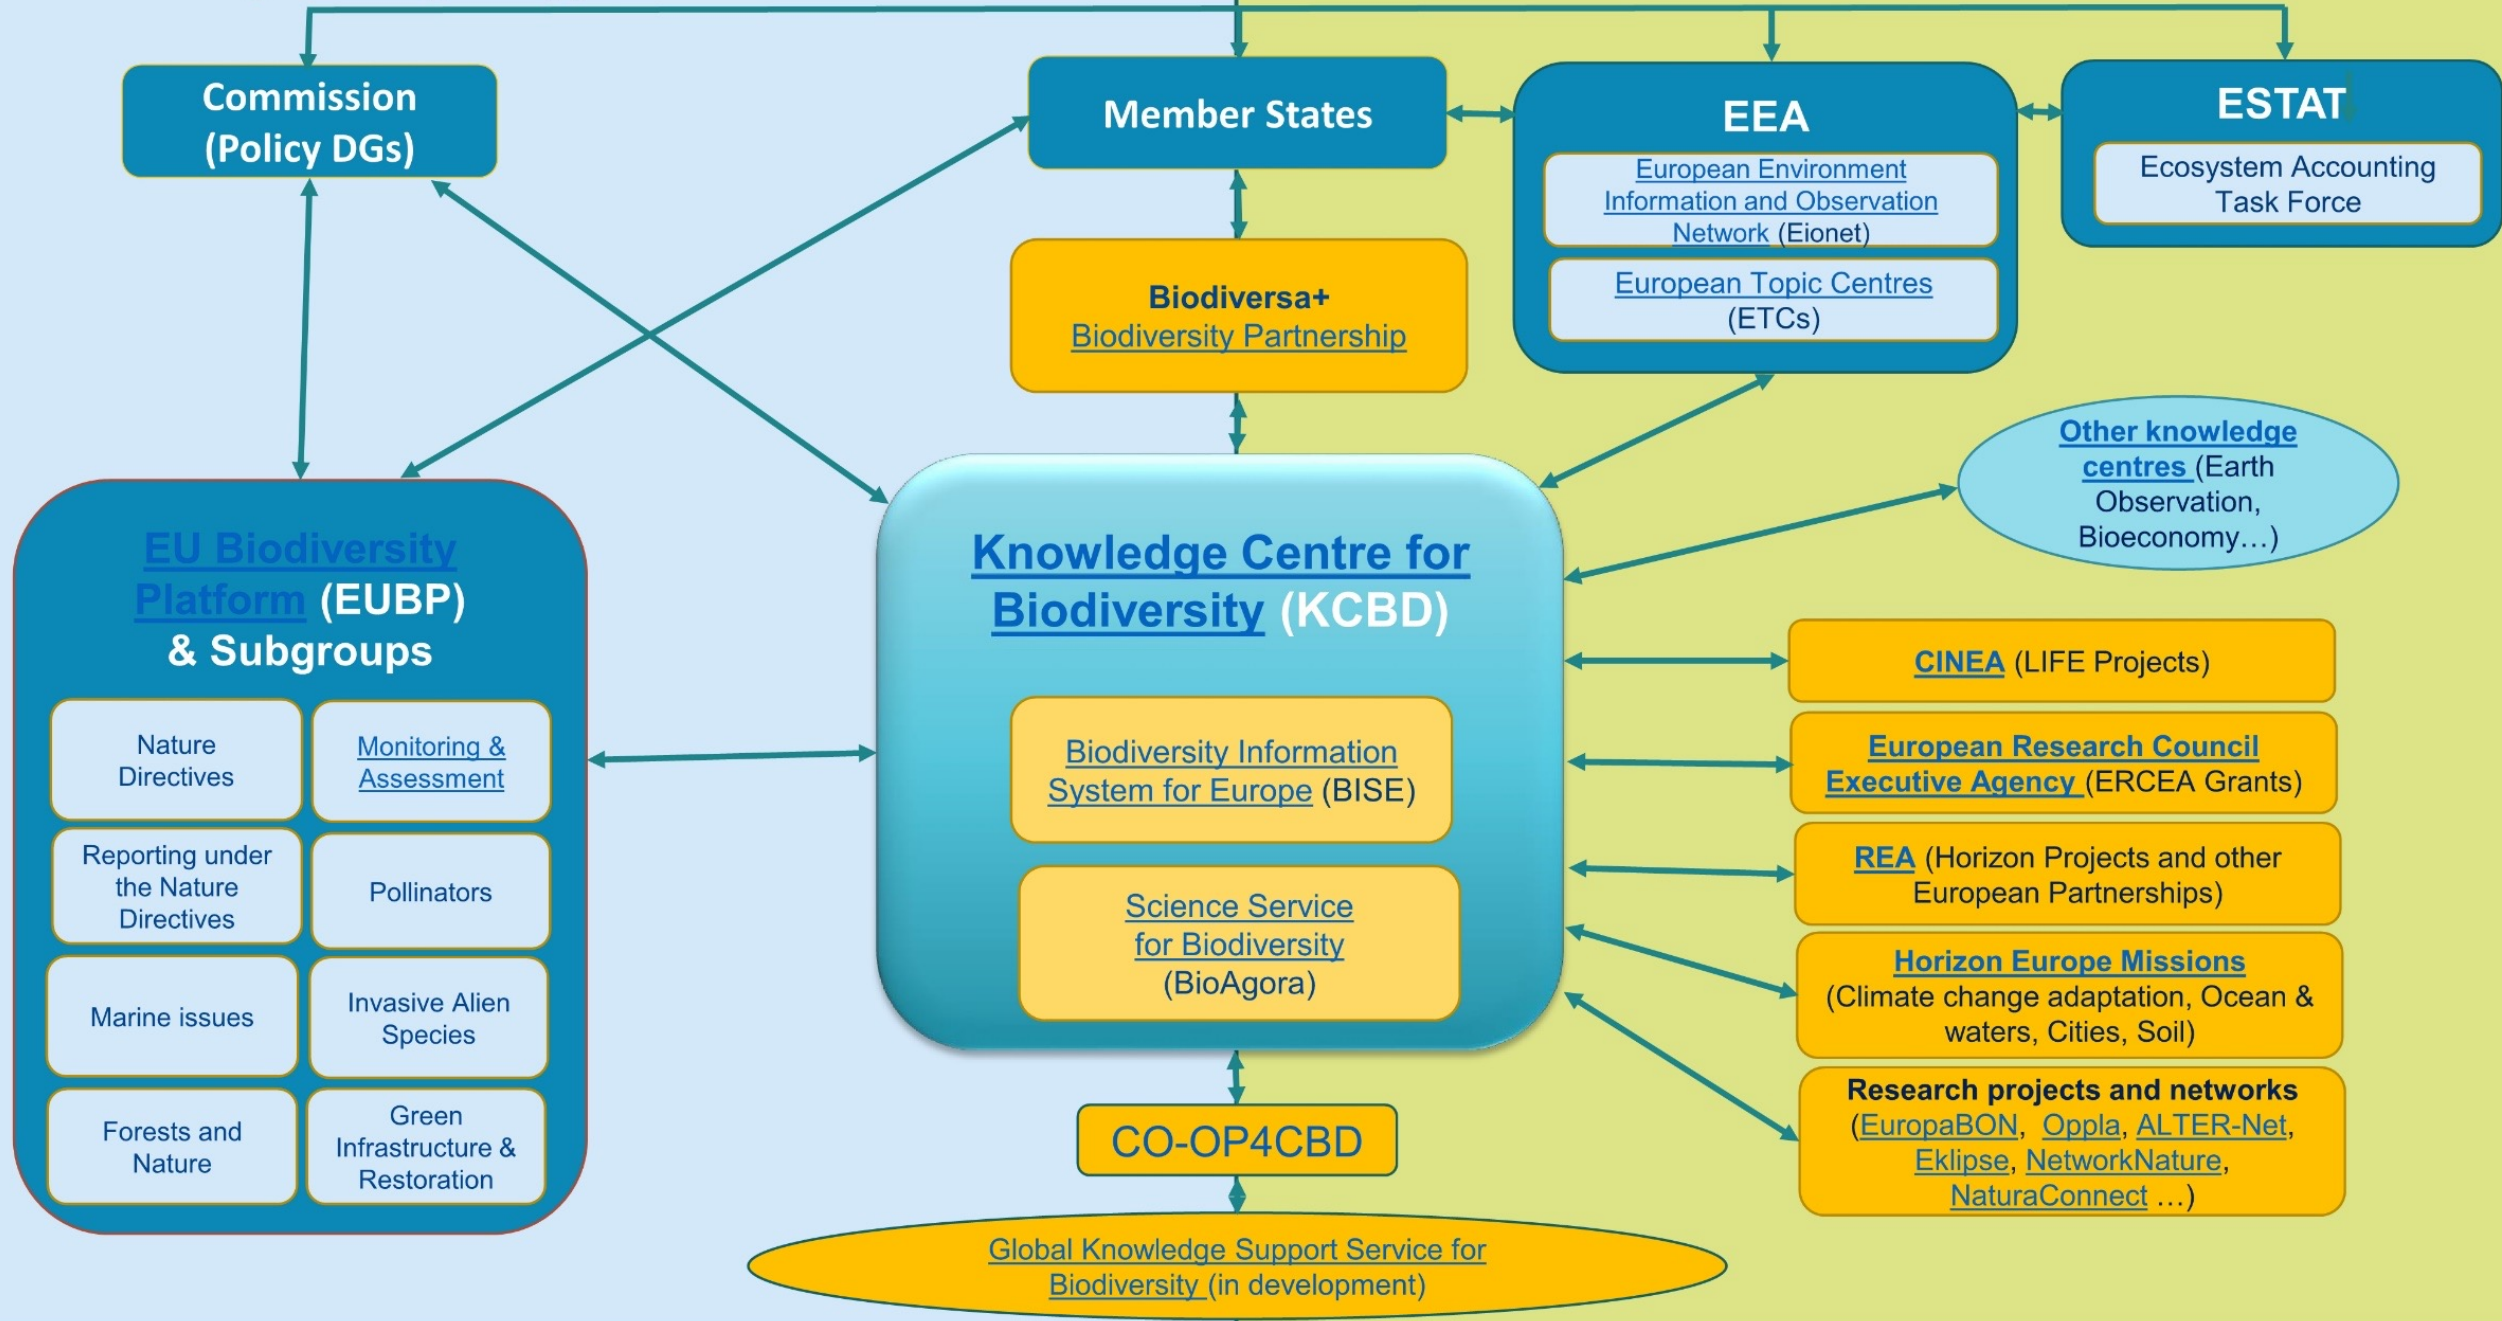 Commission
(Policy DGs)
Member States
EEA
European Environment
Information and Observation
Network (Eionet)
European Topic Centres
(ETCs)
ESTAT
Ecosystem Accounting
Task Force
Biodiversa+
Biodiversity Partnership
Other knowledge
centres (Earth
Observation,
Bioeconomy...)
EU Biodiversity
Platform (EUBP)
& Subgroups
Nature
Directives
Monitoring &
Assessment
Reporting under
the Nature
Directives
Pollinators
Marine issues
Invasive Alien
Species
Forests and
Nature
Green
Infrastructure &
Restoration
Knowledge Centre for
Biodiversity (KCBD)
Biodiversity Information
System for Europe (BISE)
Science Service
for Biodiversity
(BioAgora)
CINEA (LIFE Projects)
European Research Council
Executive Agency (ERCEA Grants)
REA (Horizon Projects and other
European Partnerships)
Horizon Europe Missions
(Climate change adaptation, Ocean &
waters, Cities, Soil)
Research projects and networks
(EuropaBON, Oppla, ALTER-Net,
Eklipse, NetworkNature,
NaturaConnect ...)
CO-OP4CBD
Global Knowledge Support Service for
Biodiversity (in development)